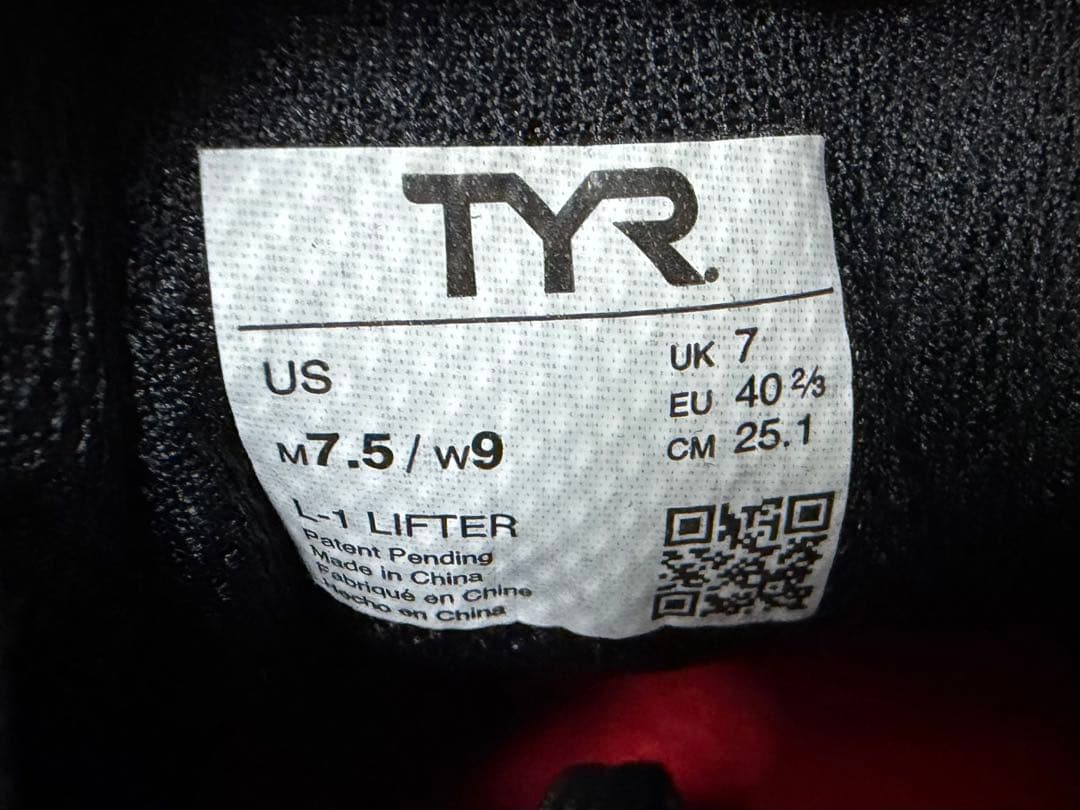 TYR
US
M7.5 / W9
UK 7
EU 40 2/3
CM 25.1
L-1 LIFTER
Patent Pending
Made in China
Fabriqué en Chine
Hecho en China